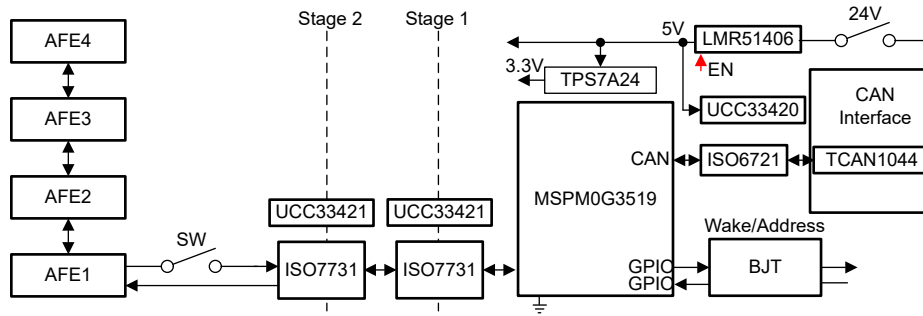 Stage 2
Stage 1
24V
5V
LMR51406
AFE4
EN
3.3V
TPS7A24
CAN
Interface
UCC33420
AFE3
CAN
ISO6721
TCAN1044
AFE2
MSPM0G3519
UCC33421
UCC33421
Wake/Address
SW
AFE1
ISO7731
ISO7731
GPIO
GPIO
BJT